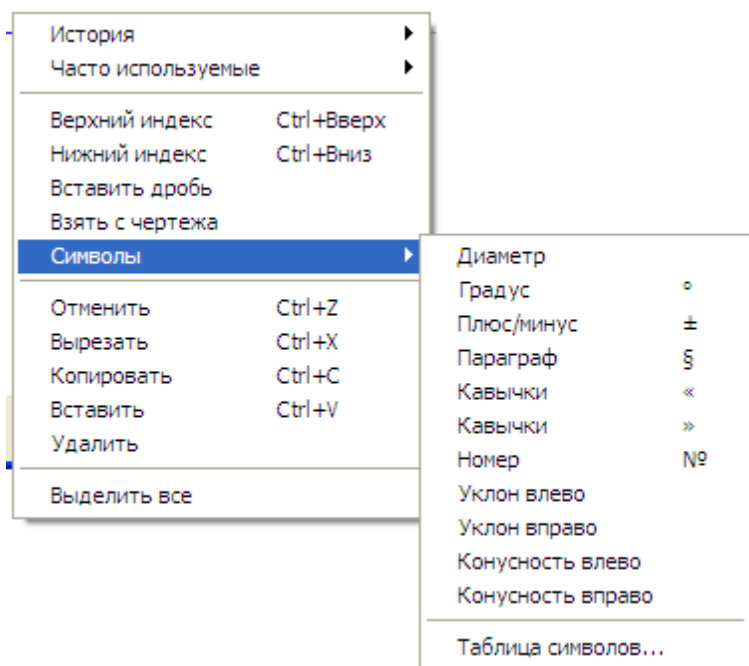 История
Часто используемые
Верхний индекс Ctrl+Вверх
Нижний индекс Ctrl+Вниз
Вставить дробь
Взять с чертежа
Символы
Отменить Ctrl+Z
Вырезать Ctrl+X
Копировать Ctrl+C
Вставить Ctrl+V
Удалить
Выделить все
Диаметр
Градус °
Плюс/минус ±
Параграф §
Кавычки «
Кавычки »
Номер №
Уклон влево
Уклон вправо
Конусность влево
Конусность вправо
Таблица символов...